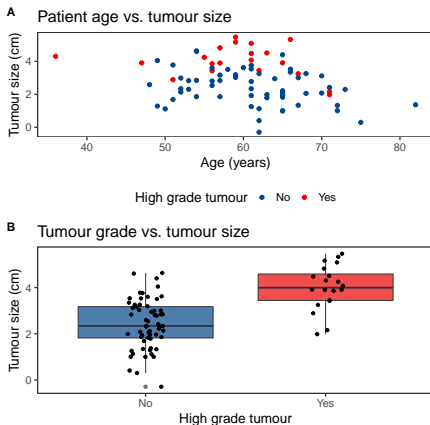 A
Patient age vs. tumour size
Tumour size (cm)
4
2
0
40
50
60
70
80
Age (years)
High grade tumour
No
Yes
B
Tumour grade vs. tumour size
Tumour size (cm)
4
2
0
No
Yes
High grade tumour